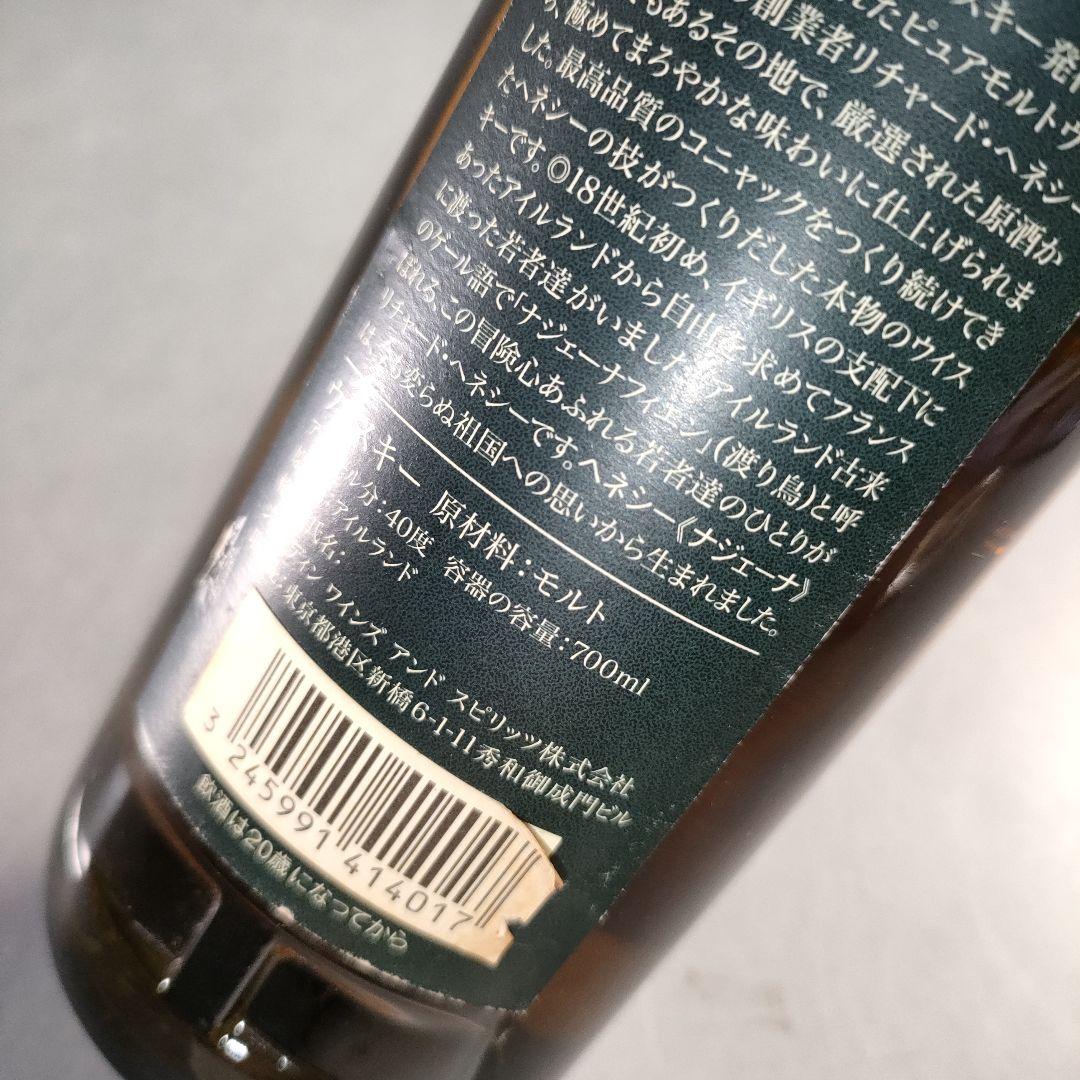 スキー発
たピュアモルトウ
創業者リチャード・ヘネシー
もあるその地で、厳選された原酒か
ら、極めてまろやかな味わいに仕上げられま
した。最高品質のコニャックをつくり続けてき
たヘネシーの技がつくりだした本物のウイス
キーです。◎18世紀初め、イギリスの支配下に
あったアイルランドから自由を求めてフランス
に渡った若者達がいました。アイルランド古来
のゲール語で「ナジェーナフィエン」(渡り鳥)と呼
ばれる、この冒険心あふれる若者達のひとりが
リチャード・ヘネシーです。ヘネシー《ナジェーナ》
は 変らぬ祖国への思いから生まれました。
ウ スキー 原材料:モルト
ル分:40度 容器の容量:700ml
アイルランド
氏名:
イン ワインズ アンド スピリッツ株式会社
東京都港区新橋6-1-11秀和御成門ビル
3 245991 414017
飲酒は20歳になってから